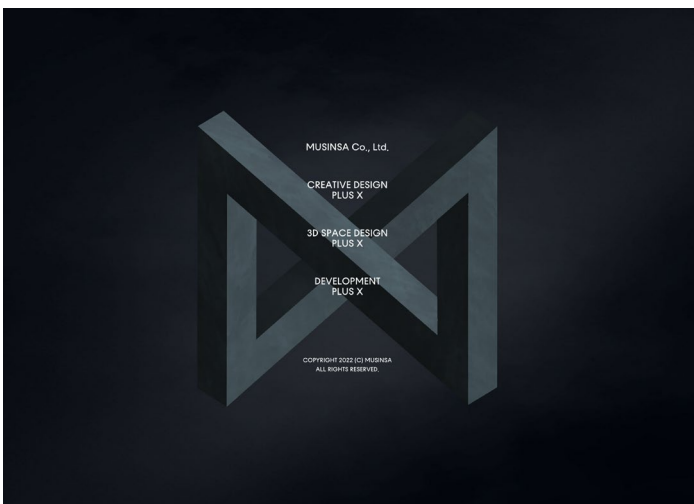 MUSINSA Co., Ltd.
CREATIVE DESIGN
PLUS X
3D SPACE DESIGN
PLUS X
DEVELOPMENT
PLUS X
COPYRIGHT 2022 (C) MUSINSA
ALL RIGHTS RESERVED.